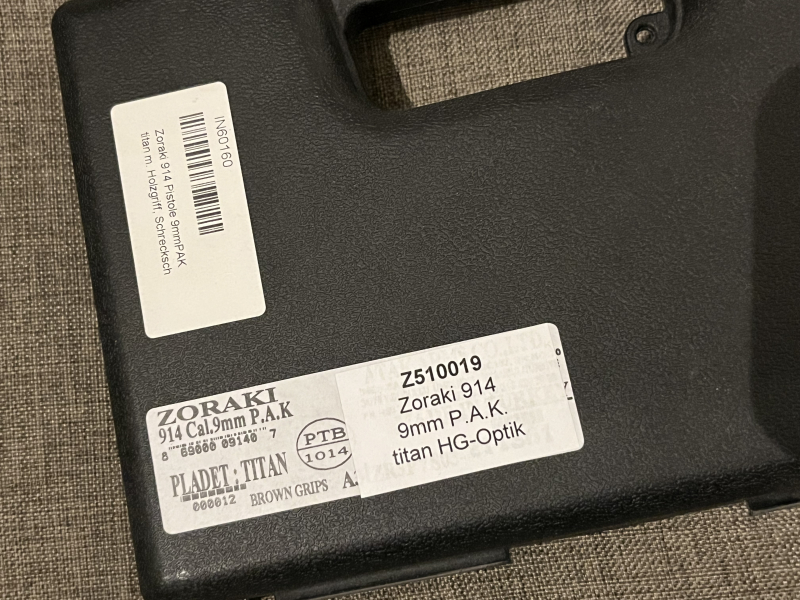 IN60160
Zoraki 914 Pistole 9mmPAK
titan m. Holzgriff, Schrecksch
ZORAKI
914 Cal.9mm P.A.K
8 69000 09140 7
PTB
1014
PLADET : TITAN
000012 BROWN GRIPS
Z510019
Zoraki 914
9mm P.A.K.
titan HG-Optik